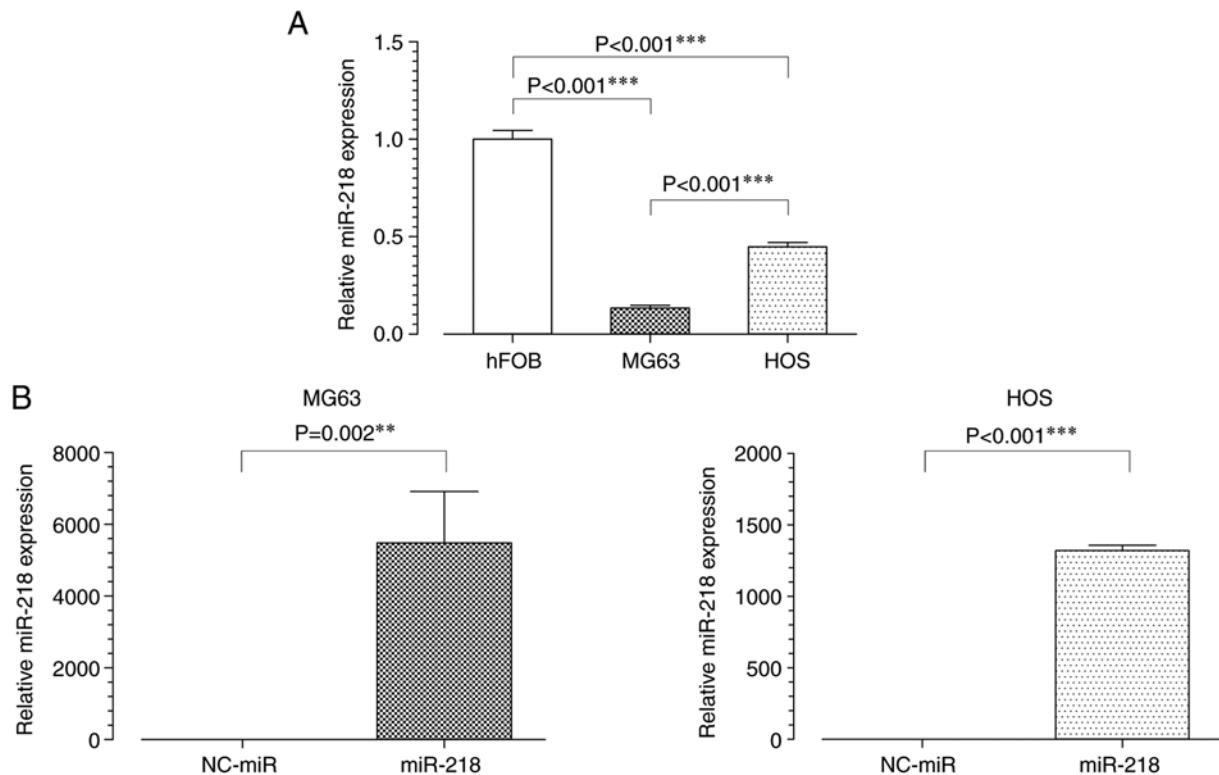 A
Relative miR-218 expression
1.5
1.0
0.5
0.0
P<0.001***
P<0.001***
P<0.001***
hFOB MG63 HOS
B
MG63
P=0.002**
Relative miR-218 expression
8000
6000
4000
2000
0
NC-miR miR-218
HOS
P<0.001***
Relative miR-218 expression
2000
1500
1000
500
0
NC-miR miR-218